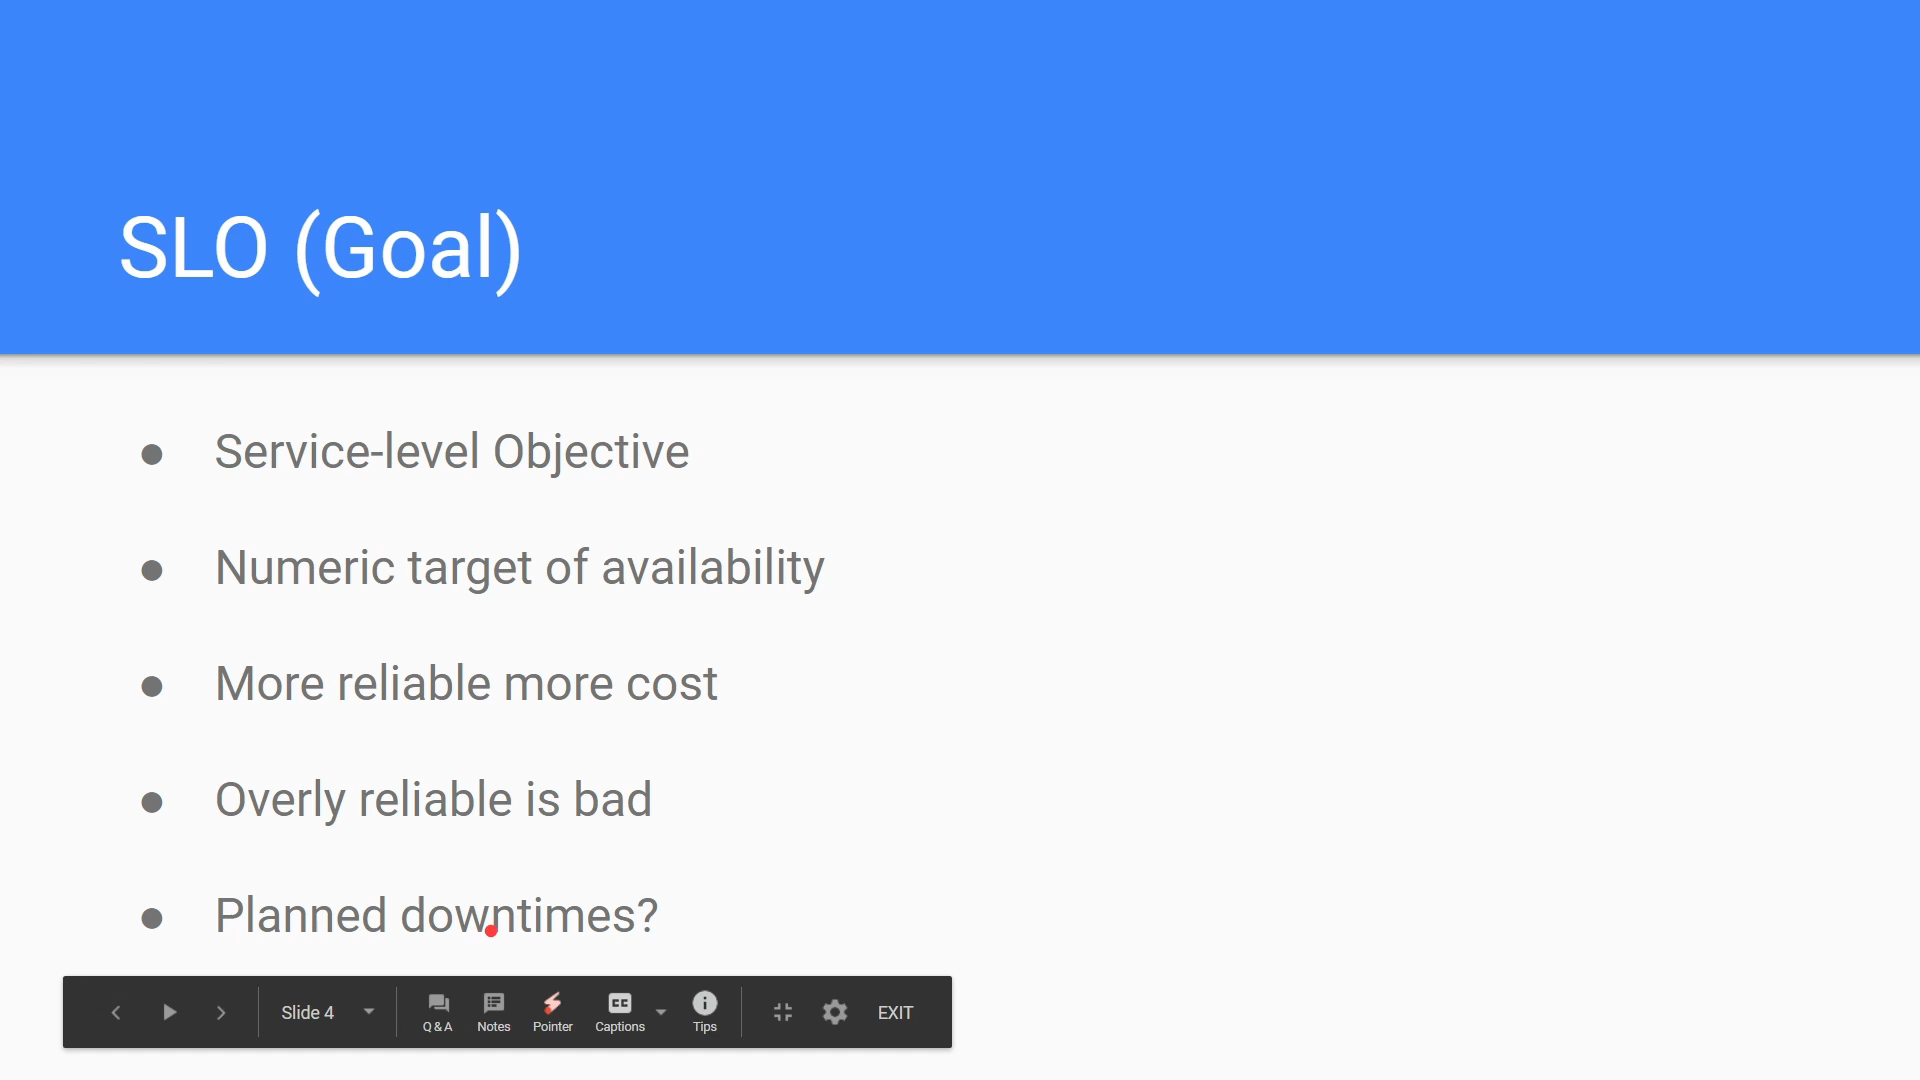 SLO (Goal)
● Service-level Objective
● Numeric target of availability
● More reliable more cost
● Overly reliable is bad
● Planned downtimes?
Slide 4 Q & A Notes Pointer CC Captions Tips EXIT